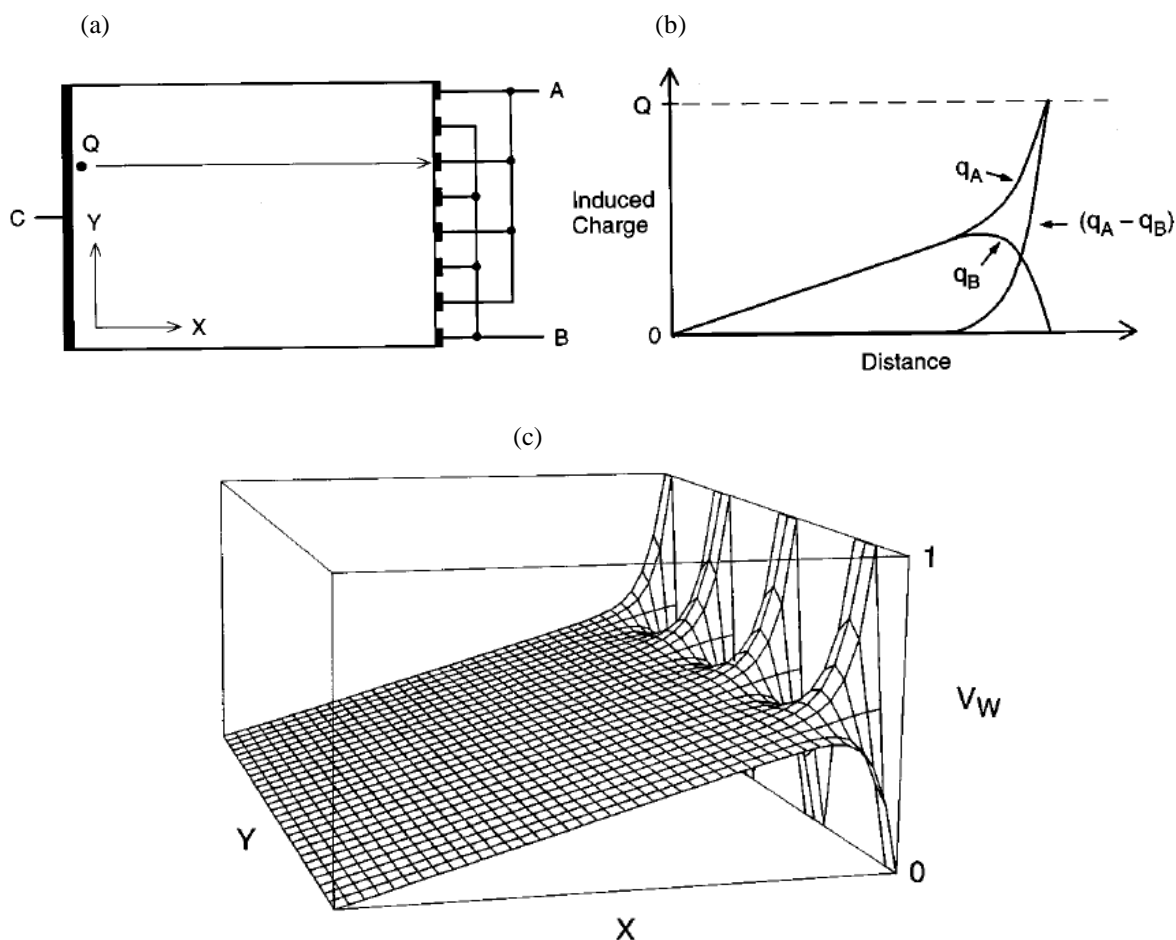 (a)
A
Q
C
Y
X
B
(b)
Q
q_A
Induced
Charge
(q_A – q_B)
q_B
0
Distance
(c)
1
V_W
Y
0
X